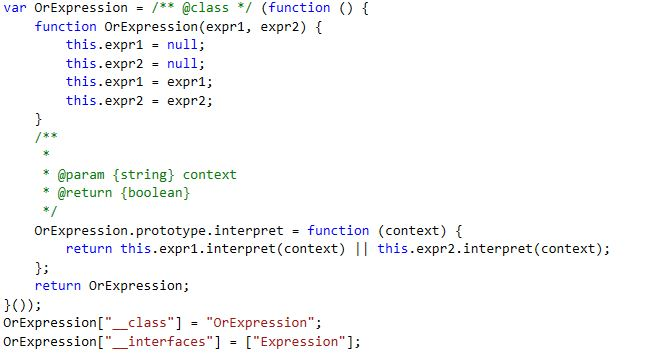 var OrExpression = /** @class */ (function () {
    function OrExpression(expr1, expr2) {
        this.expr1 = null;
        this.expr2 = null;
        this.expr1 = expr1;
        this.expr2 = expr2;
    }
    /**
     *
     * @param {string} context
     * @return {boolean}
     */
    OrExpression.prototype.interpret = function (context) {
        return this.expr1.interpret(context) || this.expr2.interpret(context);
    };
    return OrExpression;
}());
OrExpression["__class"] = "OrExpression";
OrExpression["__interfaces"] = ["Expression"];